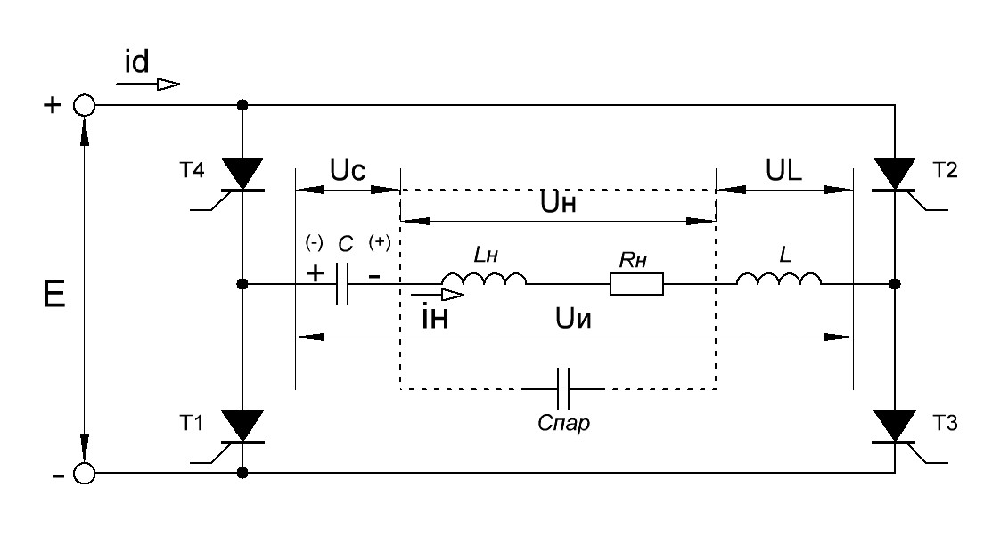 id
+
T4
T2
Uc
UL
Uн
(-) C (+)
+ -
Lн
Rн
L
E
iн
Uи
T1
T3
Cпар
-